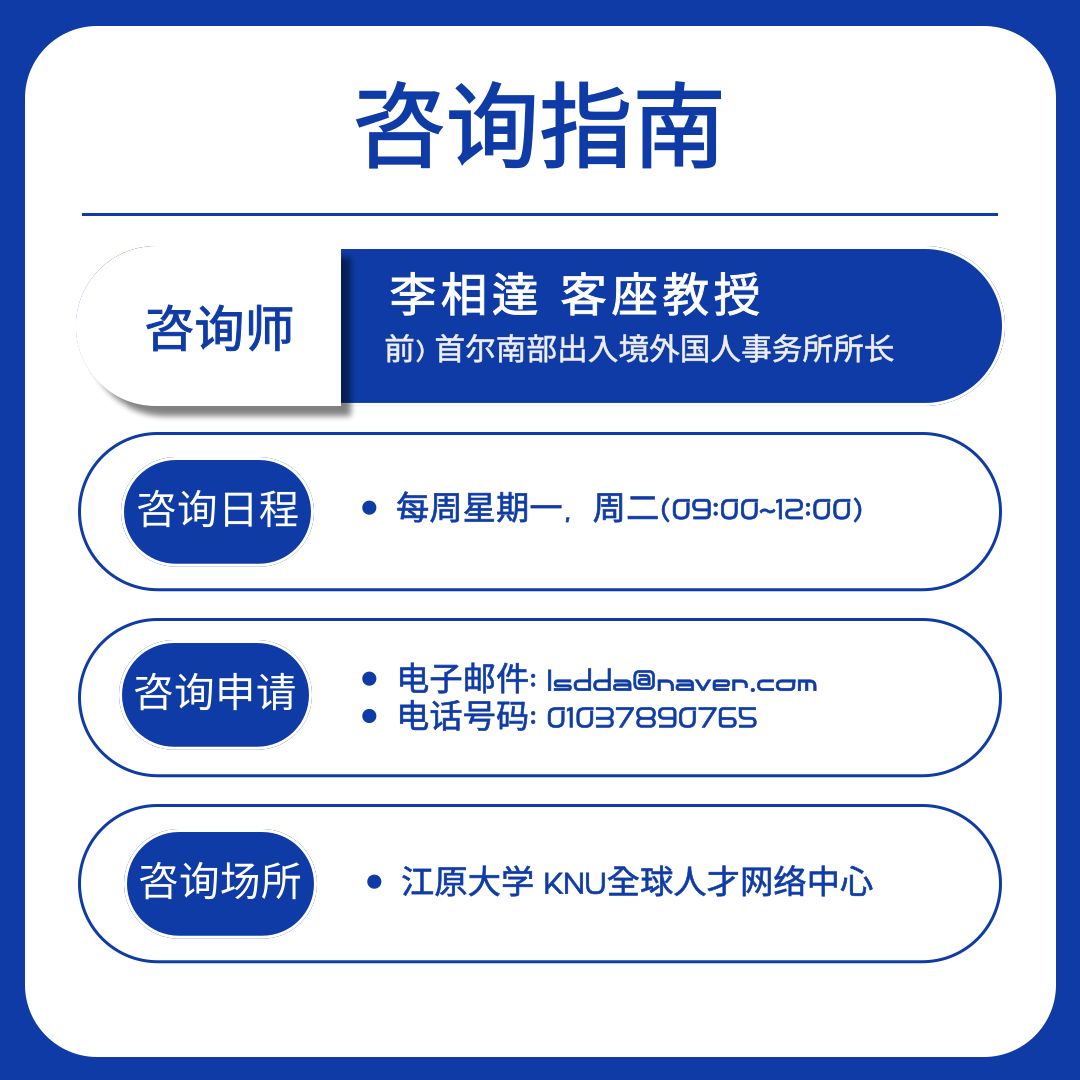 咨询指南
咨询师
李相達 客座教授
前) 首尔南部出入境外国人事务所所长
咨询日程
• 每周星期一, 周二(09:00~12:00)
咨询申请
• 电子邮件: lsdda@naver.com
• 电话号码: 01037890765
咨询场所
• 江原大学 KNU全球人才网络中心